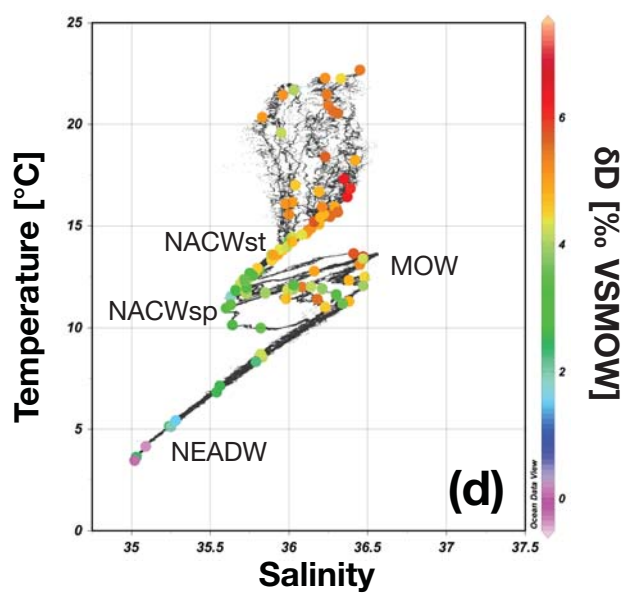 25
20
15
10
5
0
Temperature [°C]
NACWst
MOW
NACWsp
NEADW
(d)
Ocean Data View
35
35.5
36
36.5
37
37.5
Salinity
6
4
2
0
δD [‰ VSMOW]